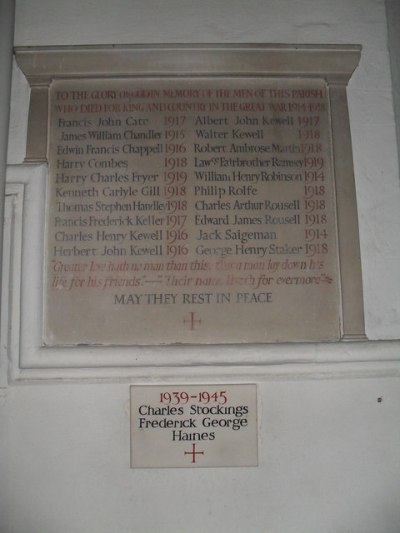 TO THE GLORY OF GOD IN MEMORY OF THE MEN OF THIS PARISH
WHO DIED FOR KING AND COUNTRY IN THE GREAT WAR 1914-1918
Francis John Cate 1917 Albert John Kewell 1917
James William Chandler 1915 Walter Kewell 1918
Edwin Francis Chappell 1916 Robert Ambrose Martin 1918
Harry Combes 1918 Lawce Fairbrother Ramsey 1919
Harry Charles Fryer 1919 William Henry Robinson 1914
Kenneth Carlyle Gill 1918 Philip Rolfe 1918
Thomas Stephen Handley 1918 Charles Arthur Rousell 1918
Francis Frederick Keller 1917 Edward James Rousell 1918
Charles Henry Kewell 1916 Jack Saigeman 1914
Herbert John Kewell 1916 George Henry Staker 1918
"Greater love hath no man than this, that a man lay down his
life for his friends."—"Their name liveth for evermore"
MAY THEY REST IN PEACE
1939-1945
Charles Stockings
Frederick George
Haines